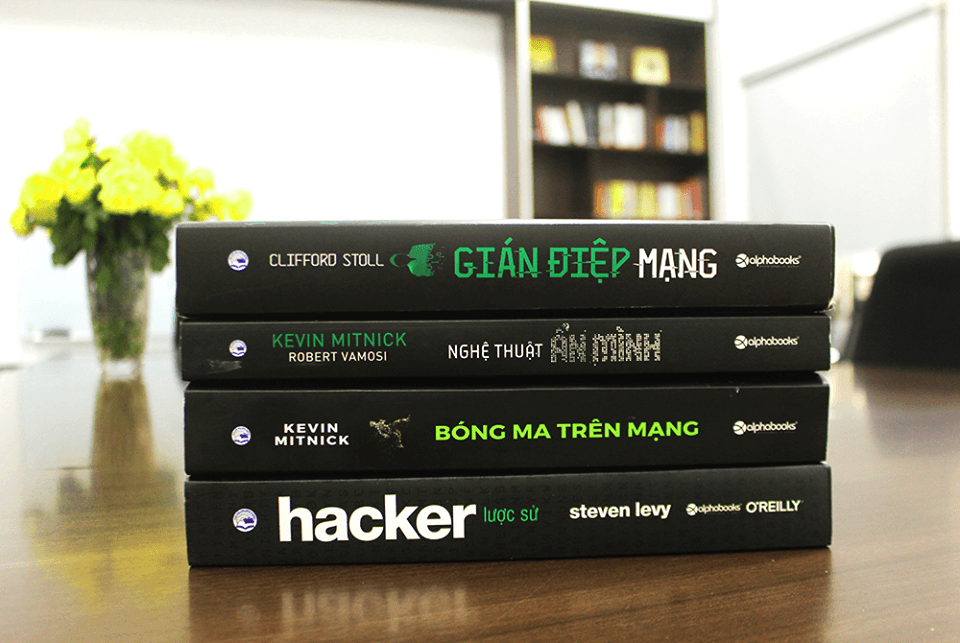 CLIFFORD STOLL GIÁN ĐIỆP MẠNG alphabooks
KEVIN MITNICK
ROBERT VAMOSI
NGHỆ THUẬT ẨN MÌNH alphabooks
KEVIN
MITNICK
BÓNG MA TRÊN MẠNG alphabooks
hacker lược sử steven levy alphabooks O'REILLY